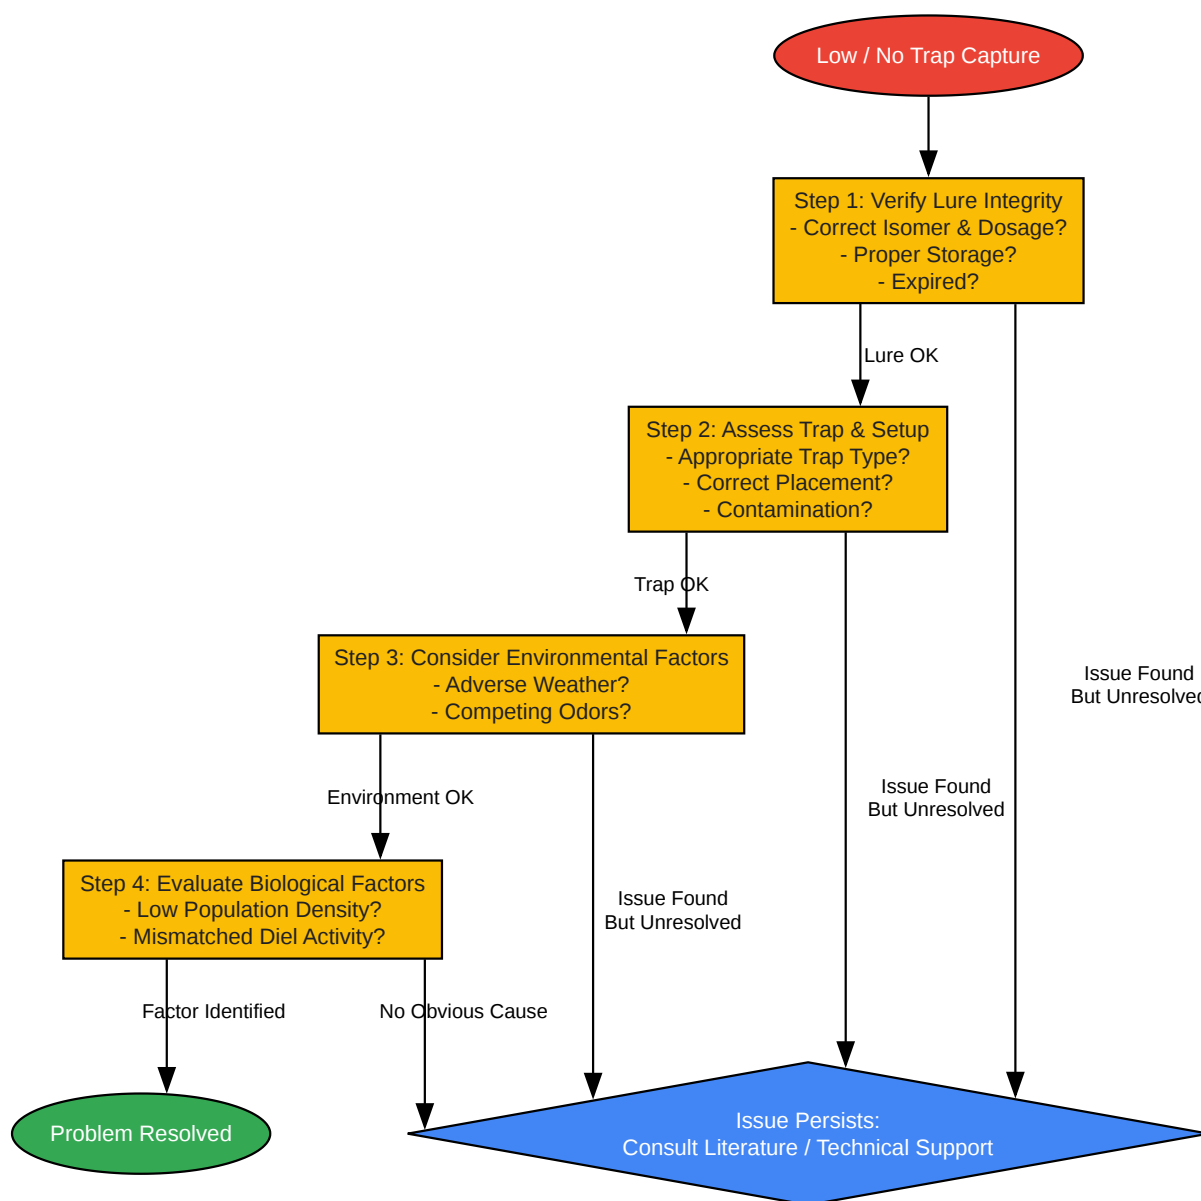 Low / No Trap Capture
Step 1: Verify Lure Integrity
- Correct Isomer & Dosage?
- Proper Storage?
- Expired?
Lure OK
Step 2: Assess Trap & Setup
- Appropriate Trap Type?
- Correct Placement?
- Contamination?
Trap OK
Step 3: Consider Environmental Factors
- Adverse Weather?
- Competing Odors?
Issue Found
But Unresolved
Environment OK
Issue Found
But Unresolved
Step 4: Evaluate Biological Factors
- Low Population Density?
- Mismatched Diel Activity?
Issue Found
But Unresolved
Factor Identified
No Obvious Cause
Problem Resolved
Issue Persists:
Consult Literature / Technical Support